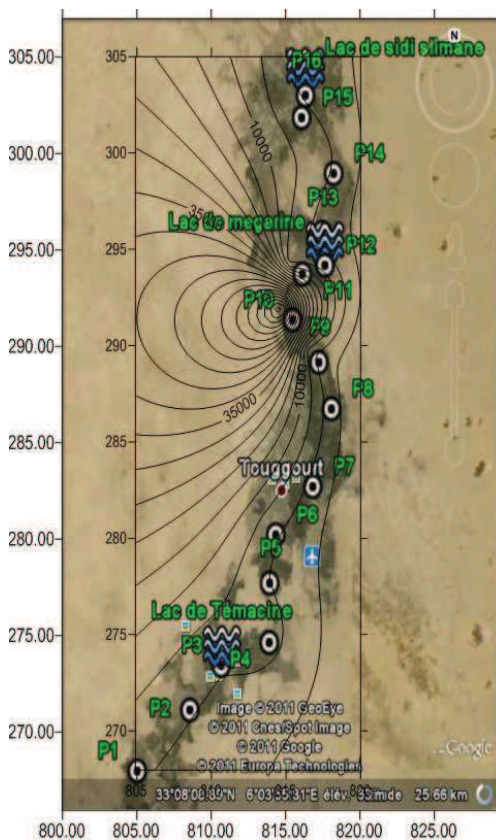 305.00
300.00
295.00
290.00
285.00
280.00
275.00
270.00
800.00
805.00
810.00
815.00
820.00
825.00
305
300
295
290
285
280
275
270
805
810
815
N
Lac de sidi slimane
P16
P15
10000
P14
P13
Lac de megarine
P12
P11
P10
P9
10000
35000
P8
Touggourt
P7
P6
P5
Lac de Témacine
P3
P4
P2
P1
Image © 2011 GeoEye
© 2011 Cnes/Spot Image
© 2011 Google
© 2011 Europa Technologies
Google
25.66 km